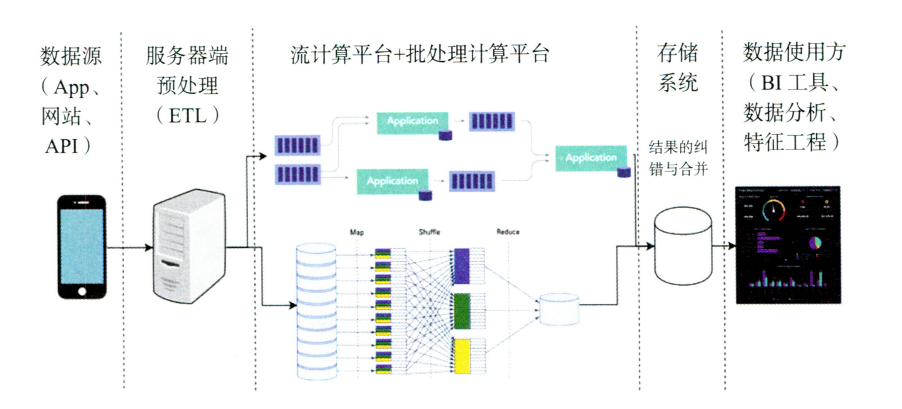 数据源
（App、
网站、
API）
服务器端
预处理
（ETL）
流计算平台+批处理计算平台
存储
系统
数据使用方
（BI 工具、
数据分析、
特征工程）
Application
Application
Application
结果的纠
错与合并
Map
Shuffle
Reduce